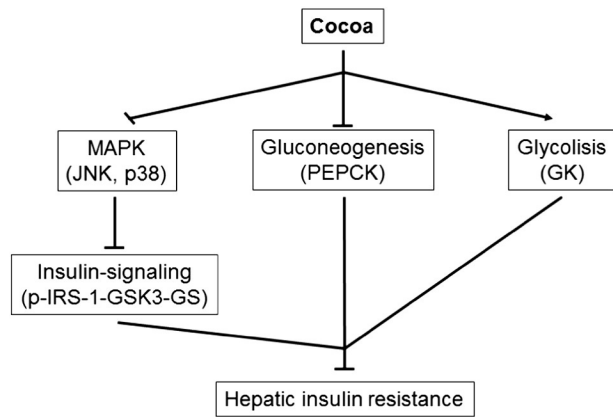 Cocoa
MAPK
(JNK, p38)
Gluconeogenesis
(PEPCK)
Glycolisis
(GK)
Insulin-signaling
(p-IRS-1-GSK3-GS)
Hepatic insulin resistance